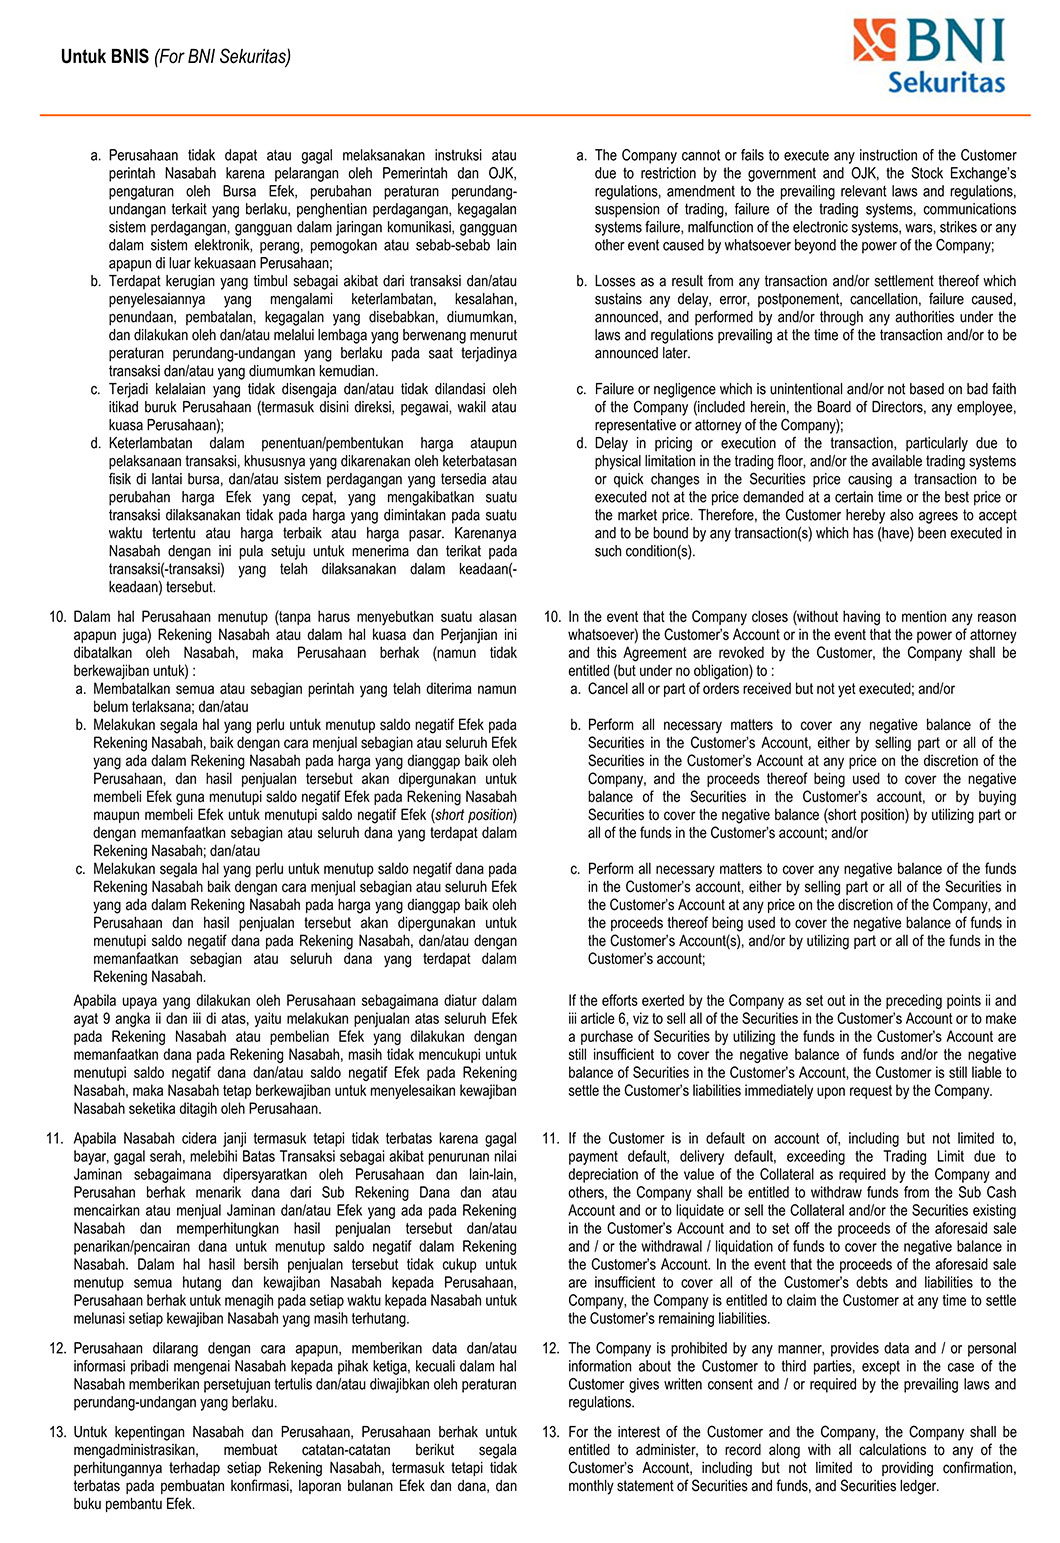 Untuk BNIS (For BNI Sekuritas)
BNI
Sekuritas
a. Perusahaan tidak dapat atau gagal melaksanakan instruksi atau
perintah Nasabah karena pelarangan oleh Pemerintah dan OJK,
pengaturan oleh Bursa Efek, perubahan peraturan perundang-
undangan terkait yang berlaku, penghentian perdagangan, kegagalan
sistem perdagangan, gangguan dalam jaringan komunikasi, gangguan
dalam sistem elektronik, perang, pemogokan atau sebab-sebab lain
apapun di luar kekuasaan Perusahaan;
b. Terdapat kerugian yang timbul sebagai akibat dari transaksi dan/atau
penyelesaiannya yang mengalami keterlambatan, kesalahan,
penundaan, pembatalan, kegagalan yang disebabkan, diumumkan,
dan dilakukan oleh dan/atau melalui lembaga yang berwenang menurut
peraturan perundang-undangan yang berlaku pada saat terjadinya
transaksi dan/atau yang diumumkan kemudian.
c. Terjadi kelalaian yang tidak disengaja dan/atau tidak dilandasi oleh
itikad buruk Perusahaan (termasuk disini direksi, pegawai, wakil atau
kuasa Perusahaan);
d. Keterlambatan dalam penentuan/pembentukan harga ataupun
pelaksanaan transaksi, khususnya yang dikarenakan oleh keterbatasan
fisik di lantai bursa, dan/atau sistem perdagangan yang tersedia atau
perubahan harga Efek yang cepat, yang mengakibatkan suatu
transaksi dilaksanakan tidak pada harga yang dimintakan pada suatu
waktu tertentu atau harga terbaik atau harga pasar. Karenanya
Nasabah dengan ini pula setuju untuk menerima dan terikat pada
transaksi(-transaksi) yang telah dilaksanakan dalam keadaan(-
keadaan) tersebut.
10. Dalam hal Perusahaan menutup (tanpa harus menyebutkan suatu alasan
apapun juga) Rekening Nasabah atau dalam hal kuasa dan Perjanjian ini
dibatalkan oleh Nasabah, maka Perusahaan berhak (namun tidak
berkewajiban untuk) :
a. Membatalkan semua atau sebagian perintah yang telah diterima namun
belum terlaksana; dan/atau
b. Melakukan segala hal yang perlu untuk menutup saldo negatif Efek pada
Rekening Nasabah, baik dengan cara menjual sebagian atau seluruh Efek
yang ada dalam Rekening Nasabah pada harga yang dianggap baik oleh
Perusahaan, dan hasil penjualan tersebut akan dipergunakan untuk
membeli Efek guna menutupi saldo negatif Efek pada Rekening Nasabah
maupun membeli Efek untuk menutupi saldo negatif Efek (short position)
dengan memanfaatkan sebagian atau seluruh dana yang terdapat dalam
Rekening Nasabah; dan/atau
c. Melakukan segala hal yang perlu untuk menutup saldo negatif dana pada
Rekening Nasabah baik dengan cara menjual sebagian atau seluruh Efek
yang ada dalam Rekening Nasabah pada harga yang dianggap baik oleh
Perusahaan dan hasil penjualan tersebut akan dipergunakan untuk
menutupi saldo negatif dana pada Rekening Nasabah, dan/atau dengan
memanfaatkan sebagian atau seluruh dana yang terdapat dalam
Rekening Nasabah.
Apabila upaya yang dilakukan oleh Perusahaan sebagaimana diatur dalam
ayat 9 angka ii dan iii di atas, yaitu melakukan penjualan atas seluruh Efek
pada Rekening Nasabah atau pembelian Efek yang dilakukan dengan
memanfaatkan dana pada Rekening Nasabah, masih tidak mencukupi untuk
menutupi saldo negatif dana dan/atau saldo negatif Efek pada Rekening
Nasabah, maka Nasabah tetap berkewajiban untuk menyelesaikan kewajiban
Nasabah seketika ditagih oleh Perusahaan.
11. Apabila Nasabah cidera janji termasuk tetapi tidak terbatas karena gagal
bayar, gagal serah, melebihi Batas Transaksi sebagai akibat penurunan nilai
Jaminan sebagaimana dipersyaratkan oleh Perusahaan dan lain-lain,
Perusahan berhak menarik dana dari Sub Rekening Dana dan atau
mencairkan atau menjual Jaminan dan/atau Efek yang ada pada Rekening
Nasabah dan memperhitungkan hasil penjualan tersebut dan/atau
penarikan/pencairan dana untuk menutup saldo negatif dalam Rekening
Nasabah. Dalam hal hasil bersih penjualan tersebut tidak cukup untuk
menutup semua hutang dan kewajiban Nasabah kepada Perusahaan,
Perusahaan berhak untuk menagih pada setiap waktu kepada Nasabah untuk
melunasi setiap kewajiban Nasabah yang masih terhutang.
12. Perusahaan dilarang dengan cara apapun, memberikan data dan/atau
informasi pribadi mengenai Nasabah kepada pihak ketiga, kecuali dalam hal
Nasabah memberikan persetujuan tertulis dan/atau diwajibkan oleh peraturan
perundang-undangan yang berlaku.
13. Untuk kepentingan Nasabah dan Perusahaan, Perusahaan berhak untuk
mengadministrasikan, membuat catatan-catatan berikut segala
perhitungannya terhadap setiap Rekening Nasabah, termasuk tetapi tidak
terbatas pada pembuatan konfirmasi, laporan bulanan Efek dan dana, dan
buku pembantu Efek.
a. The Company cannot or fails to execute any instruction of the Customer
due to restriction by the government and OJK, the Stock Exchange's
regulations, amendment to the prevailing relevant laws and regulations,
suspension of trading, failure of the trading systems, communications
systems failure, malfunction of the electronic systems, wars, strikes or any
other event caused by whatsoever beyond the power of the Company;
b. Losses as a result from any transaction and/or settlement thereof which
sustains any delay, error, postponement, cancellation, failure caused,
announced, and performed by and/or through any authorities under the
laws and regulations prevailing at the time of the transaction and/or to be
announced later.
c. Failure or negligence which is unintentional and/or not based on bad faith
of the Company (included herein, the Board of Directors, any employee,
representative or attorney of the Company);
d. Delay in pricing or execution of the transaction, particularly due to
physical limitation in the trading floor, and/or the available trading systems
or quick changes in the Securities price causing a transaction to be
executed not at the price demanded at a certain time or the best price or
the market price. Therefore, the Customer hereby also agrees to accept
and to be bound by any transaction(s) which has (have) been executed in
such condition(s).
10. In the event that the Company closes (without having to mention any reason
whatsoever) the Customer's Account or in the event that the power of attorney
and this Agreement are revoked by the Customer, the Company shall be
entitled (but under no obligation) to :
a. Cancel all or part of orders received but not yet executed; and/or
b. Perform all necessary matters to cover any negative balance of the
Securities in the Customer's Account, either by selling part or all of the
Securities in the Customer's Account at any price on the discretion of the
Company, and the proceeds thereof being used to cover the negative
balance of the Securities in the Customer's account, or by buying
Securities to cover the negative balance (short position) by utilizing part or
all of the funds in the Customer's account; and/or
c. Perform all necessary matters to cover any negative balance of the funds
in the Customer's account, either by selling part or all of the Securities in
the Customer's Account at any price on the discretion of the Company, and
the proceeds thereof being used to cover the negative balance of funds in
the Customer's Account(s), and/or by utilizing part or all of the funds in the
Customer's account;
If the efforts exerted by the Company as set out in the preceding points ii and
iii article 6, viz to sell all of the Securities in the Customer's Account or to make
a purchase of Securities by utilizing the funds in the Customer's Account are
still insufficient to cover the negative balance of funds and/or the negative
balance of Securities in the Customer's Account, the Customer is still liable to
settle the Customer's liabilities immediately upon request by the Company.
11. If the Customer is in default on account of, including but not limited to,
payment default, delivery default, exceeding the Trading Limit due to
depreciation of the value of the Collateral as required by the Company and
others, the Company shall be entitled to withdraw funds from the Sub Cash
Account and or to liquidate or sell the Collateral and/or the Securities existing
in the Customer's Account and to set off the proceeds of the aforesaid sale
and / or the withdrawal / liquidation of funds to cover the negative balance in
the Customer's Account. In the event that the proceeds of the aforesaid sale
are insufficient to cover all of the Customer's debts and liabilities to the
Company, the Company is entitled to claim the Customer at any time to settle
the Customer's remaining liabilities.
12. The Company is prohibited by any manner, provides data and / or personal
information about the Customer to third parties, except in the case of the
Customer gives written consent and / or required by the prevailing laws and
regulations.
13. For the interest of the Customer and the Company, the Company shall be
entitled to administer, to record along with all calculations to any of the
Customer's Account, including but not limited to providing confirmation,
monthly statement of Securities and funds, and Securities ledger.